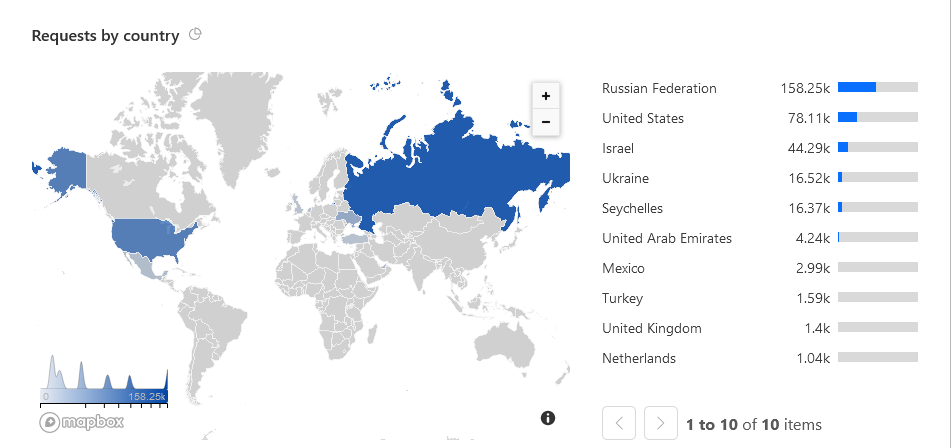 Requests by country
+
−
Russian Federation 158.25k
United States 78.11k
Israel 44.29k
Ukraine 16.52k
Seychelles 16.37k
United Arab Emirates 4.24k
Mexico 2.99k
Turkey 1.59k
United Kingdom 1.4k
Netherlands 1.04k
0 158.25k
mapbox
i
1 to 10 of 10 items